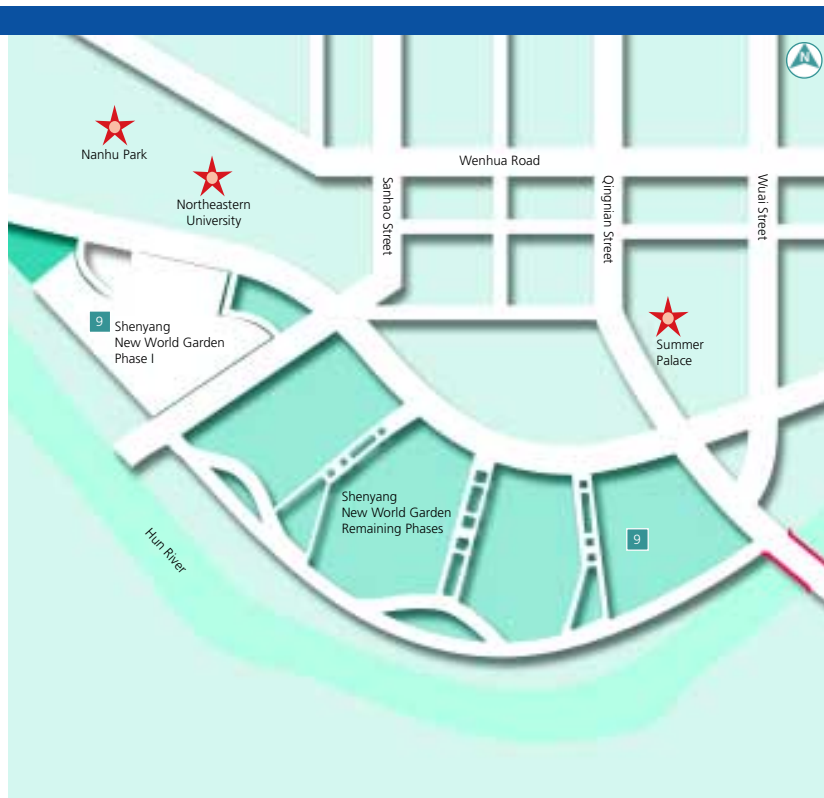 N
Nanhu Park
Wenhua Road
Northeastern
University
Sanhao Street
Qingnian Street
Wuai Street
9
Shenyang
New World Garden
Phase I
Summer
Palace
Shenyang
New World Garden
Remaining Phases
9
Hun River